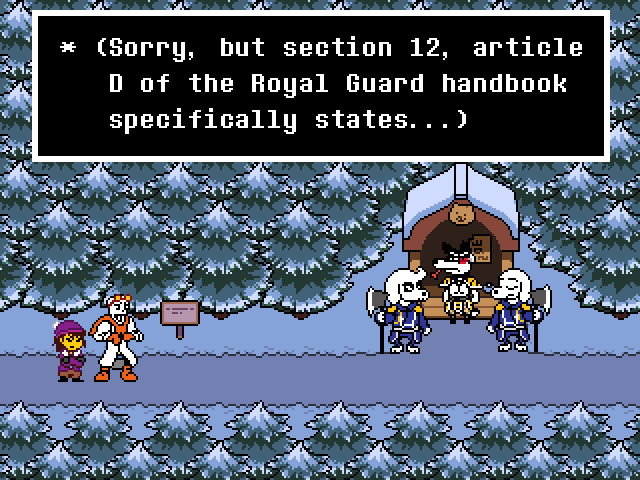 * (Sorry, but section 12, article
D of the Royal Guard handbook
specifically states...)